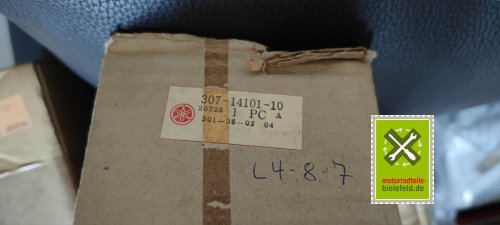 307-14101-10
20328 1 PC A
301-36-02 04
L4-8-7
motorradteile
bielefeld.de